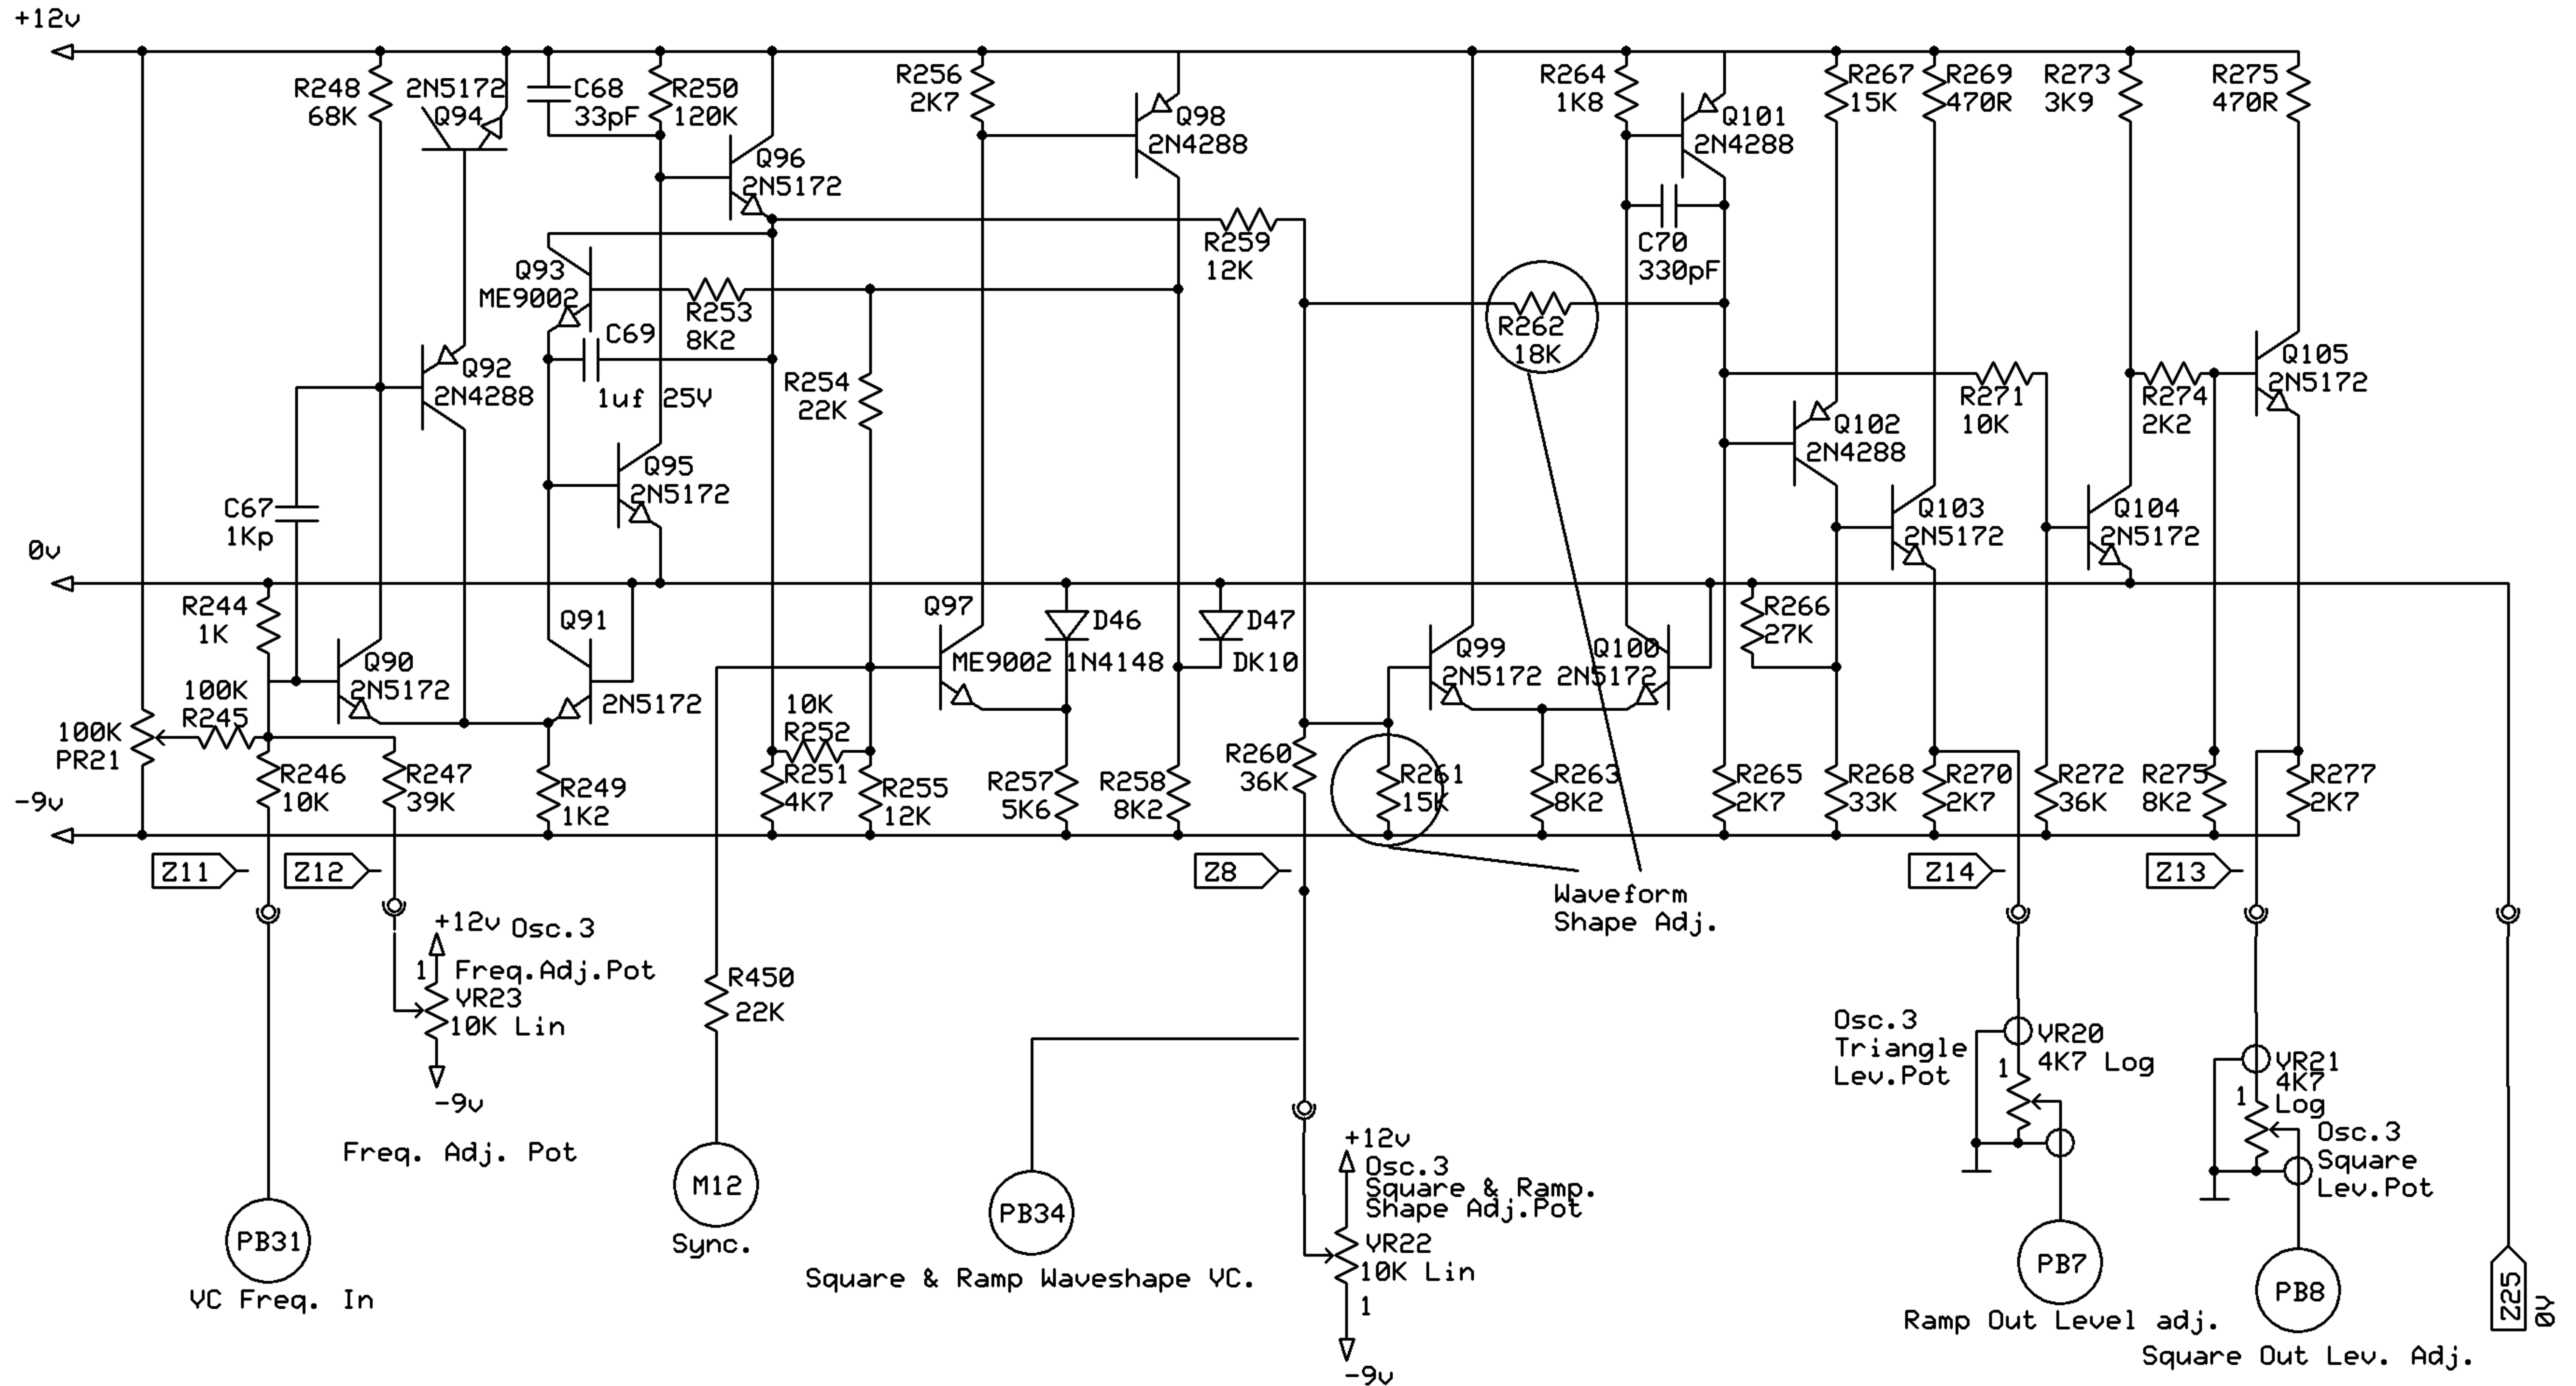 +12v
R248
68K
2N5172
Q94
C68
33pF
R250
120K
Q96
2N5172
R256
2K7
Q98
2N4288
R264
1K8
Q101
2N4288
R267
15K
R269
470R
R273
3K9
R275
470R
Q93
ME9002
R253
8K2
C69
1uf 25V
R259
12K
C70
330pF
R262
18K
Q92
2N4288
R254
22K
R271
10K
R274
2K2
Q105
2N5172
Q102
2N4288
C67
1Kp
Q95
2N5172
Q103
2N5172
Q104
2N5172
0v
R244
1K
Q90
2N5172
Q91
2N5172
Q97
ME9002
D46
1N4148
D47
DK10
Q99
2N5172
Q100
2N5172
R266
27K
100K
R245
100K
PR21
R246
10K
R247
39K
R249
1K2
10K
R252
R251
4K7
R255
12K
R257
5K6
R258
8K2
R260
36K
R261
15K
R263
8K2
R265
2K7
R268
33K
R270
2K7
R272
36K
R275
8K2
R277
2K7
-9v
Z11
Z12
Z8
Z14
Z13
Waveform
Shape Adj.
+12v Osc.3
1 Freq.Adj.Pot
VR23
10K Lin
-9v
Freq. Adj. Pot
R450
22K
Osc.3
Triangle
Lev.Pot
VR20
4K7 Log
1
VR21
4K7
Log
1
Osc.3
Square
Lev.Pot
+12v
Osc.3
Square & Ramp.
Shape Adj.Pot
VR22
10K Lin
1
-9v
PB31
VC Freq. In
M12
Sync.
PB34
Square & Ramp Waveshape VC.
PB7
Ramp Out Level adj.
PB8
Square Out Lev. Adj.
Z25
0V